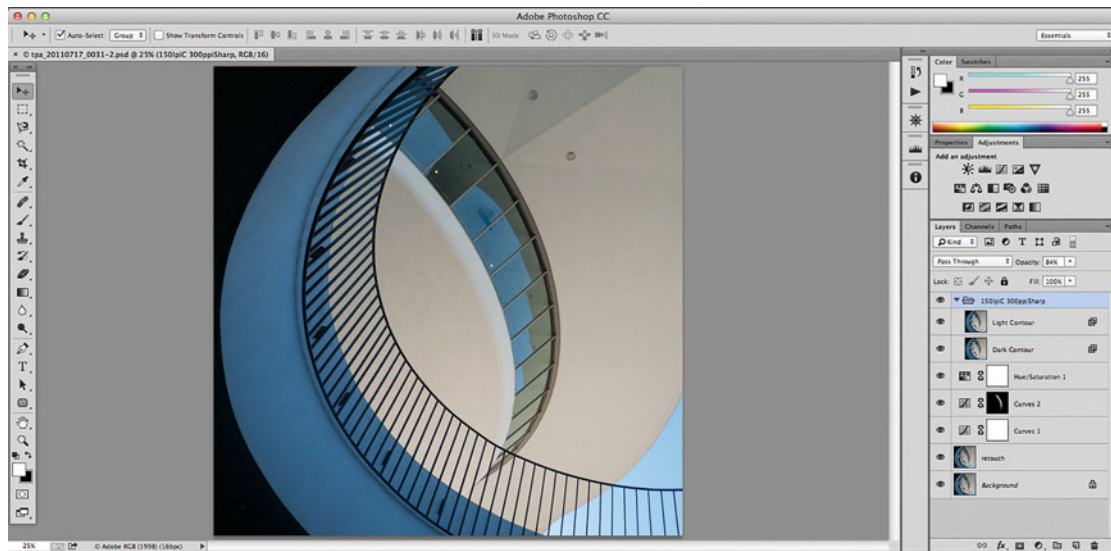 Adobe Photoshop CC
Auto-Select: Group Show Transform Controls 3D Mode: Essentials
× © tpa_20110717_0031-2.psd @ 25% (150lpiC 300ppiSharp, RGB/16)
Color Swatches
R 255
G 255
B 255
Properties Adjustments
Add an adjustment
Layers Channels Paths
Kind T
Pass Through Opacity: 84%
Lock: Fill: 100%
150lpiC 300ppiSharp
Light Contour
Dark Contour
Hue/Saturation 1
Curves 2
Curves 1
retouch
Background
25% © Adobe RGB (1998) (16bpc) fx